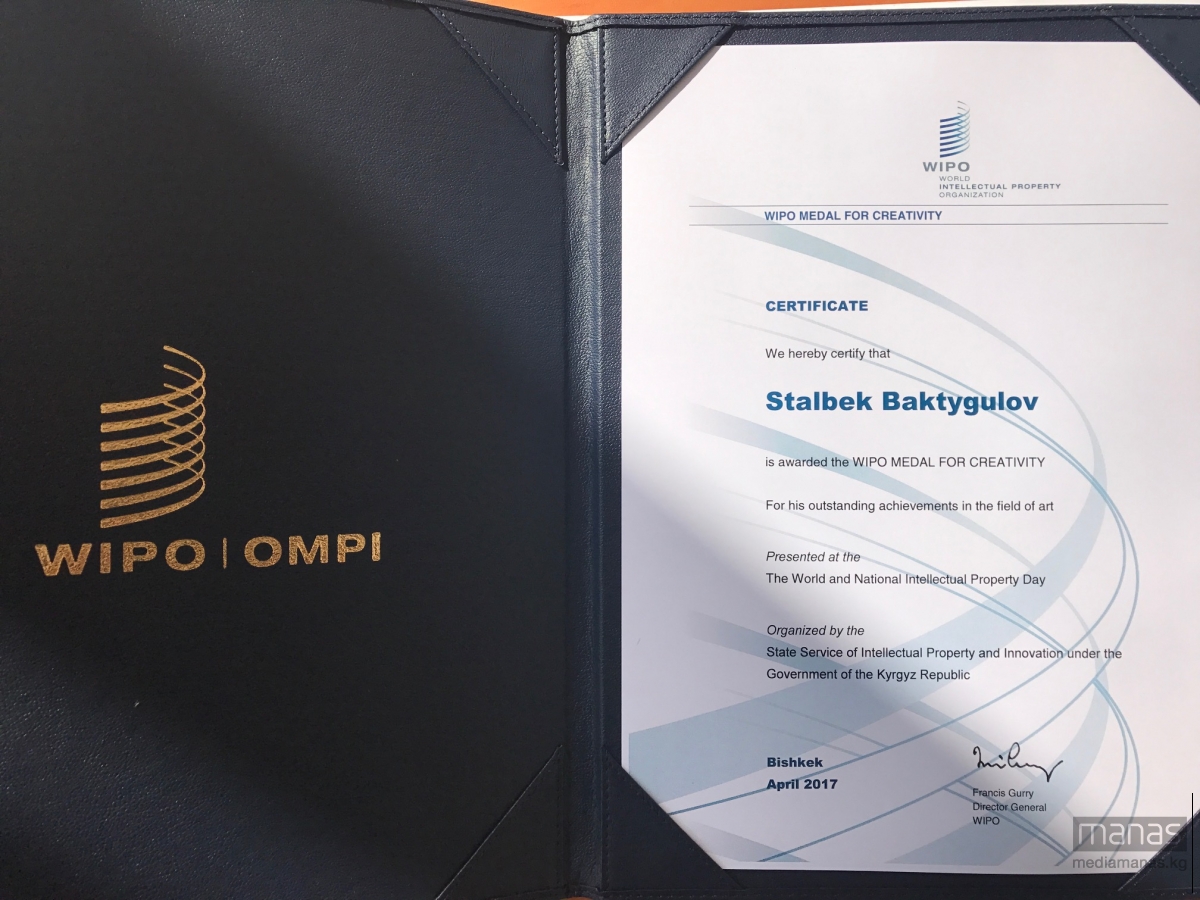 WIPO | OMPI
WIPO
WORLD
INTELLECTUAL PROPERTY
ORGANIZATION
WIPO MEDAL FOR CREATIVITY
CERTIFICATE
We hereby certify that
Stalbek Baktygulov
is awarded the WIPO MEDAL FOR CREATIVITY
For his outstanding achievements in the field of art
Presented at the
The World and National Intellectual Property Day
Organized by the
State Service of Intellectual Property and Innovation under the
Government of the Kyrgyz Republic
Bishkek
April 2017
Francis Gurry
Director General
WIPO
manas
mediamanas.kg